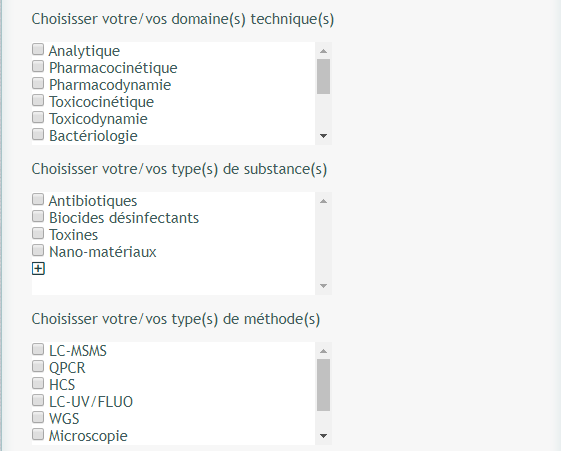 Choisisser votre/vos domaine(s) technique(s)
Analytique
Pharmacocinétique
Pharmacodynamie
Toxicocinétique
Toxicodynamie
Bactériologie
Choisisser votre/vos type(s) de substance(s)
Antibiotiques
Biocides désinfectants
Toxines
Nano-matériaux
Choisisser votre/vos type(s) de méthode(s)
LC-MSMS
QPCR
HCS
LC-UV/FLUO
WGS
Microscopie